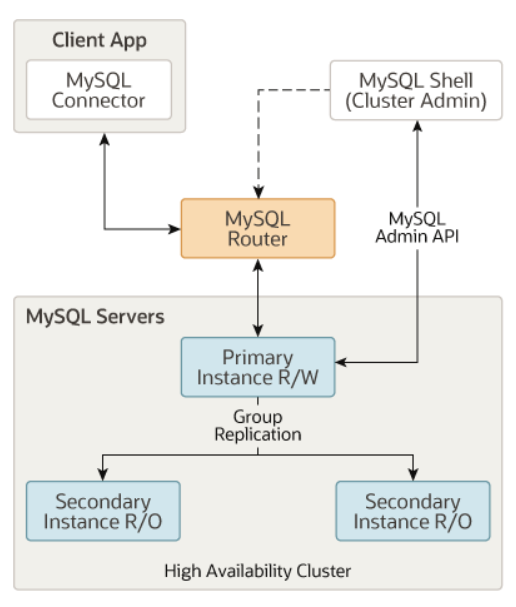 Client App
MySQL
Connector
MySQL Shell
(Cluster Admin)
MySQL
Router
MySQL
Admin API
MySQL Servers
Primary
Instance R/W
Group
Replication
Secondary
Instance R/O
Secondary
Instance R/O
High Availability Cluster